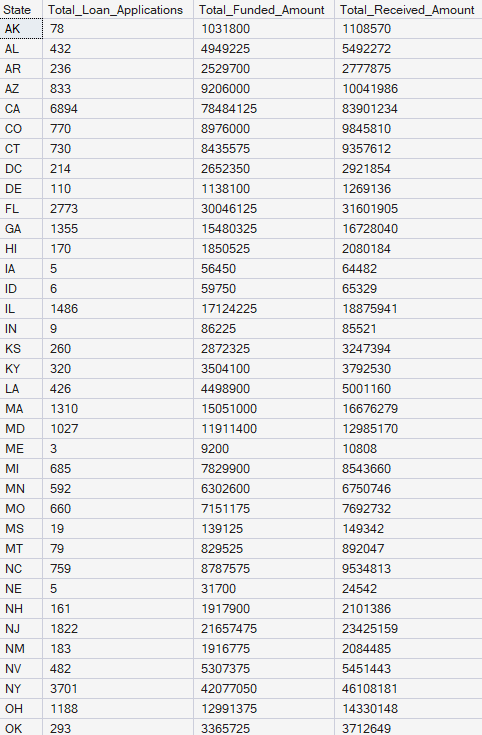 State Total_Loan_Applications Total_Funded_Amount Total_Received_Amount
AK 78 1031800 1108570
AL 432 4949225 5492272
AR 236 2529700 2777875
AZ 833 9206000 10041986
CA 6894 78484125 83901234
CO 770 8976000 9845810
CT 730 8435575 9357612
DC 214 2652350 2921854
DE 110 1138100 1269136
FL 2773 30046125 31601905
GA 1355 15480325 16728040
HI 170 1850525 2080184
IA 5 56450 64482
ID 6 59750 65329
IL 1486 17124225 18875941
IN 9 86225 85521
KS 260 2872325 3247394
KY 320 3504100 3792530
LA 426 4498900 5001160
MA 1310 15051000 16676279
MD 1027 11911400 12985170
ME 3 9200 10808
MI 685 7829900 8543660
MN 592 6302600 6750746
MO 660 7151175 7692732
MS 19 139125 149342
MT 79 829525 892047
NC 759 8787575 9534813
NE 5 31700 24542
NH 161 1917900 2101386
NJ 1822 21657475 23425159
NM 183 1916775 2084485
NV 482 5307375 5451443
NY 3701 42077050 46108181
OH 1188 12991375 14330148
OK 293 3365725 3712649